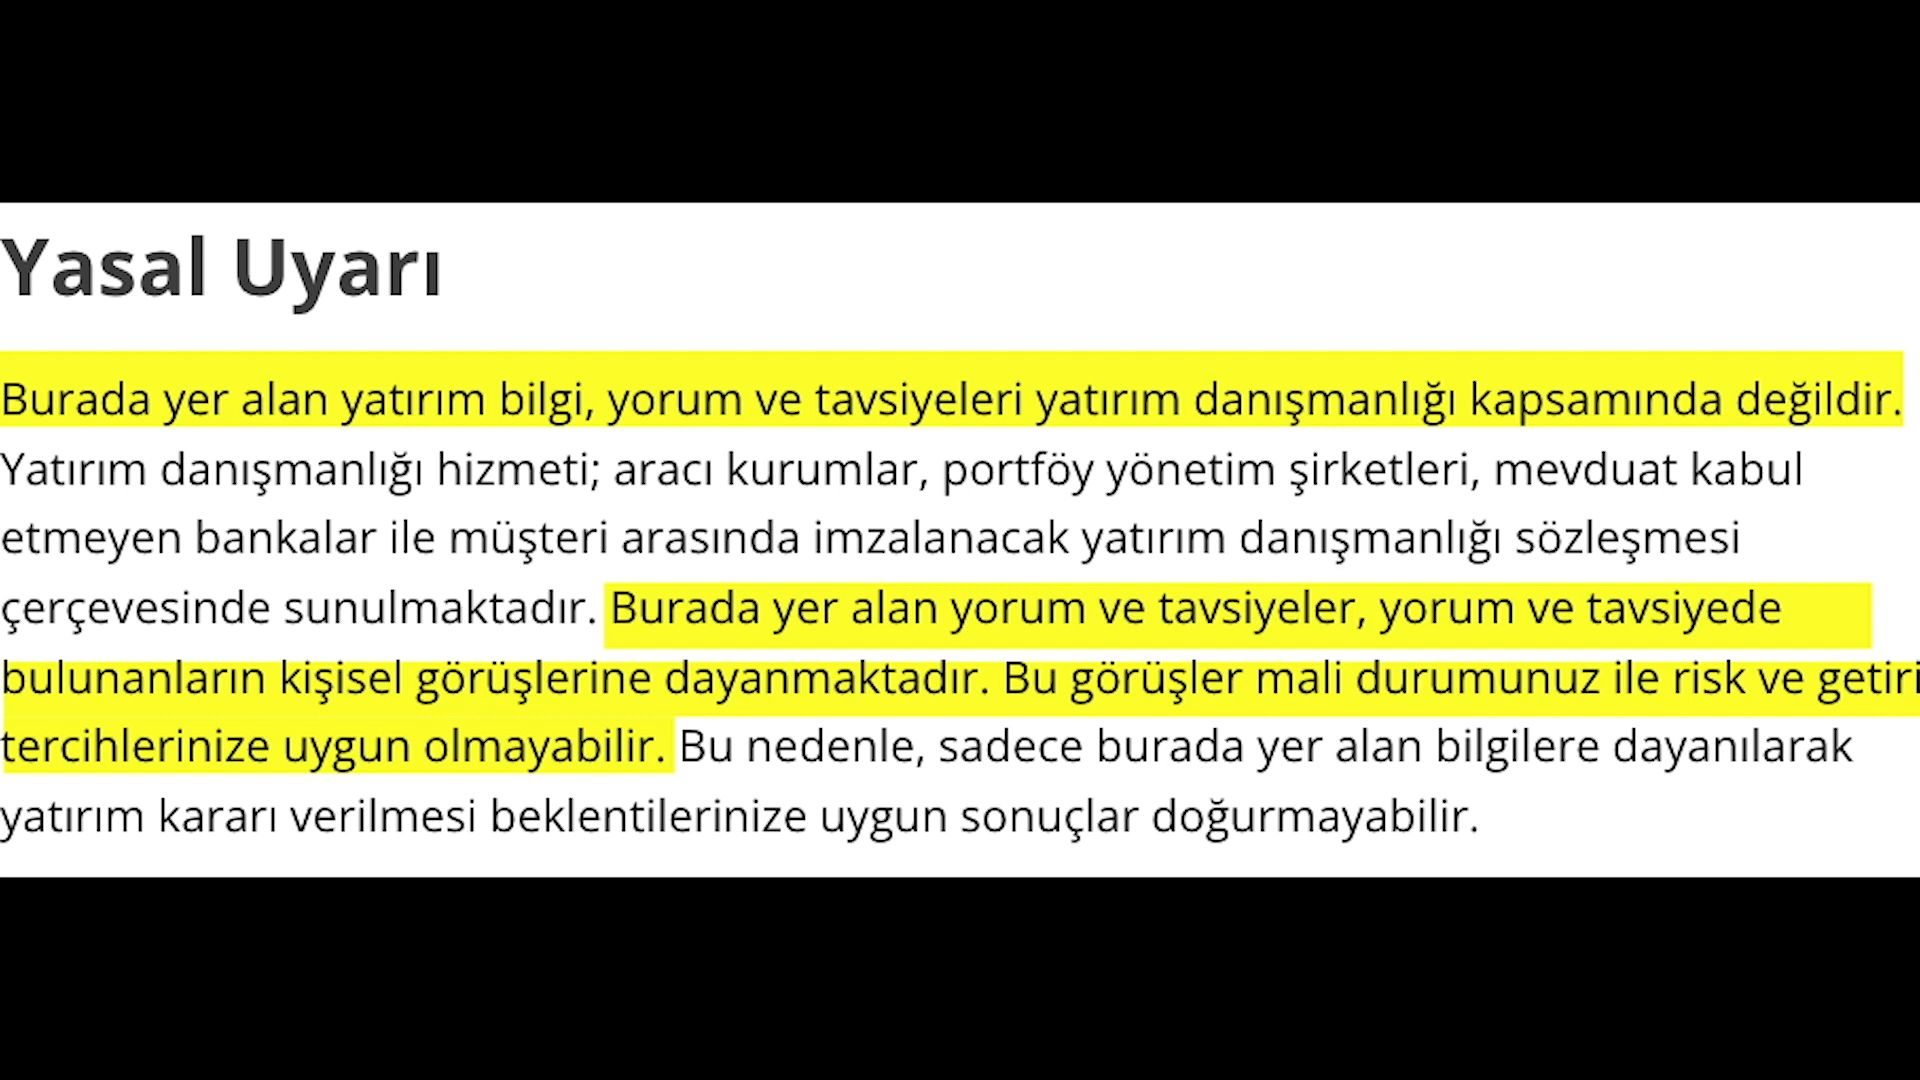 Yasal Uyarı
Burada yer alan yatırım bilgi, yorum ve tavsiyeleri yatırım danışmanlığı kapsamında değildir.
Yatırım danışmanlığı hizmeti; aracı kurumlar, portföy yönetim şirketleri, mevduat kabul
etmeyen bankalar ile müşteri arasında imzalanacak yatırım danışmanlığı sözleşmesi
çerçevesinde sunulmaktadır. Burada yer alan yorum ve tavsiyeler, yorum ve tavsiyede
bulunanların kişisel görüşlerine dayanmaktadır. Bu görüşler mali durumunuz ile risk ve getiri
tercihlerinize uygun olmayabilir. Bu nedenle, sadece burada yer alan bilgilere dayanılarak
yatırım kararı verilmesi beklentilerinize uygun sonuçlar doğurmayabilir.